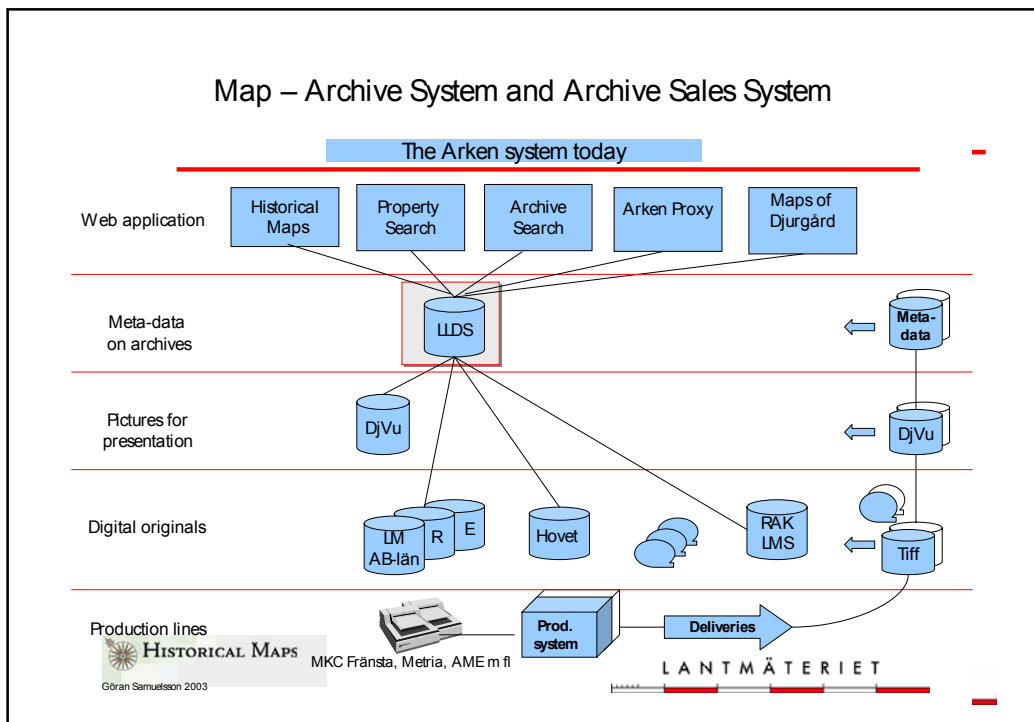 Map – Archive System and Archive Sales System
The Arken system today
Web application
Historical
Maps
Property
Search
Archive
Search
Arken Proxy
Maps of
Djurgård
Meta-data
on archives
LLDS
Meta-
data
Pictures for
presentation
DjVu
DjVu
Digital originals
LM
AB-län
R
E
Hovet
RAK
LMS
Tiff
Production lines
Prod.
system
Deliveries
MKC Fränsta, Metria, AME m fl
HISTORICAL MAPS
Göran Samuelsson 2003
LANTMÄTERIET